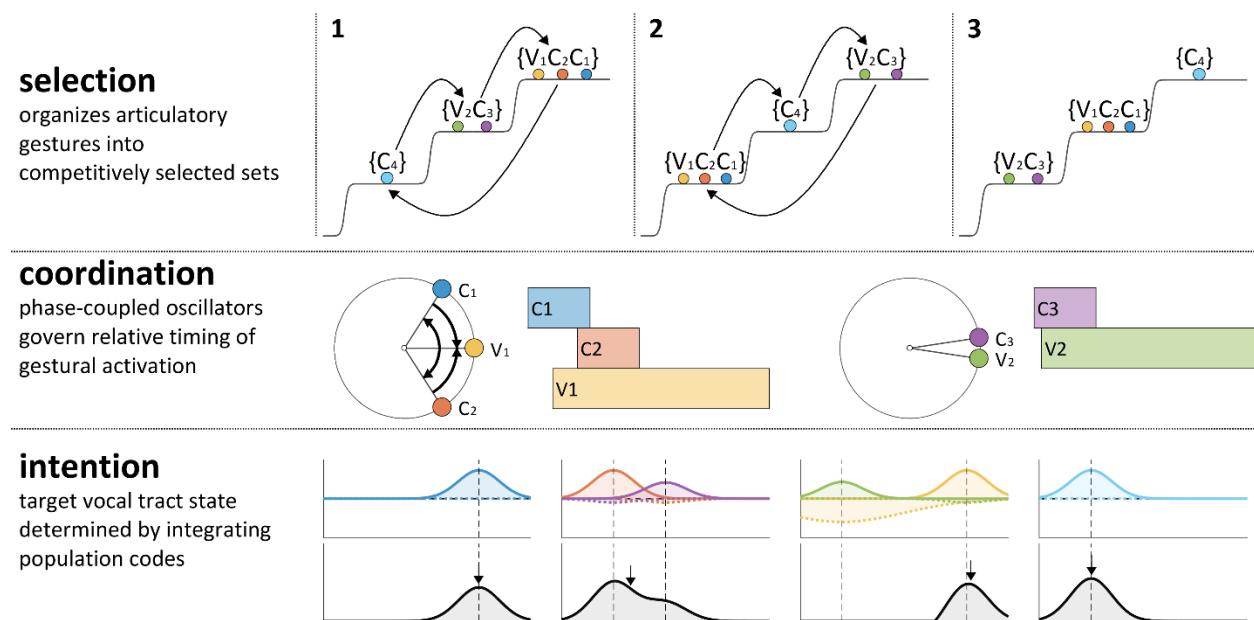 1
2
3
selection
organizes articulatory
gestures into
competitively selected sets
{C4}
{V2C3}
{V1C2C1}
{V1C2C1}
{C4}
{V2C3}
{V2C3}
{V1C2C1}
{C4}
coordination
phase-coupled oscillators
govern relative timing of
gestural activation
C1
V1
C2
C1
C2
V1
C3
V2
C3
V2
intention
target vocal tract state
determined by integrating
population codes